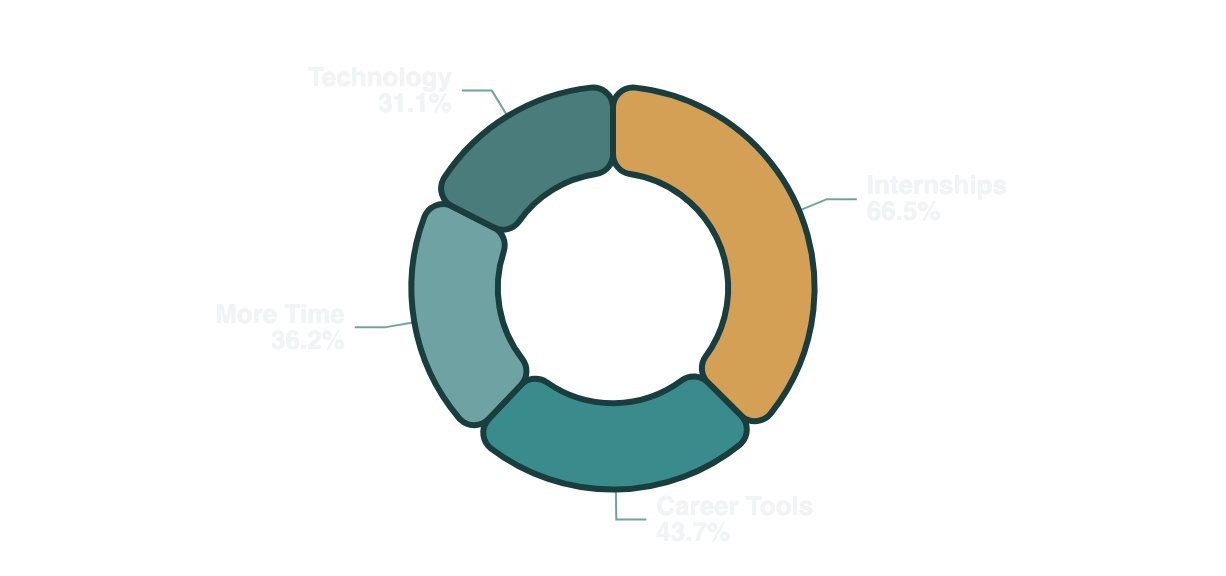 Technology
31.1%
Internships
66.5%
More Time
36.2%
Career Tools
43.7%